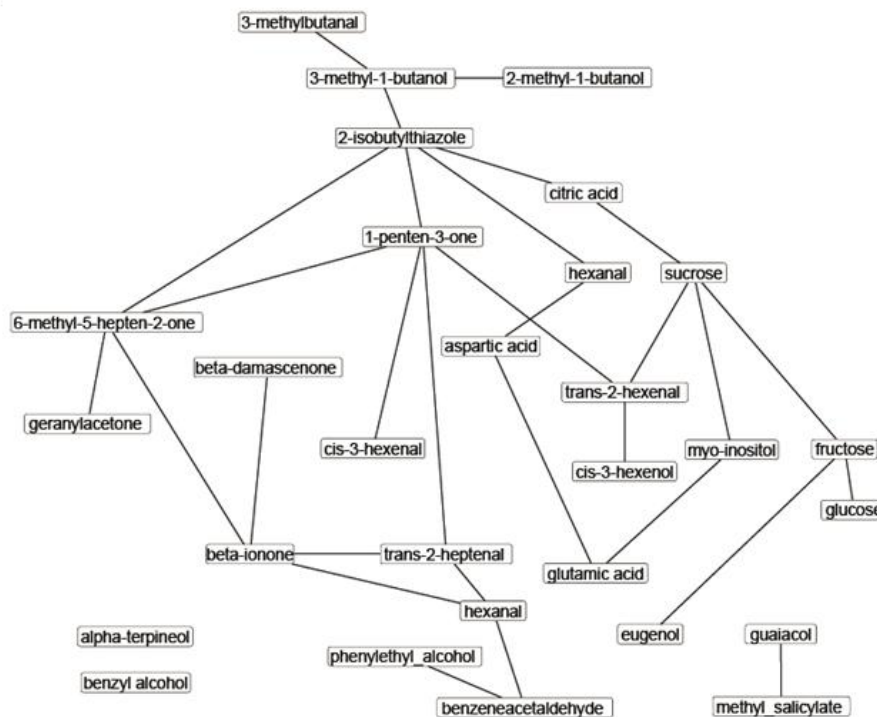 3-methylbutanal
3-methyl-1-butanol
2-methyl-1-butanol
2-isobutylthiazole
citric acid
1-penten-3-one
hexanal
sucrose
6-methyl-5-hepten-2-one
aspartic acid
beta-damascenone
trans-2-hexenal
geranylacetone
cis-3-hexenal
myo-inositol
fructose
cis-3-hexenol
glucose
beta-ionone
trans-2-heptenal
glutamic acid
hexanal
alpha-terpineol
eugenol
guaiacol
phenylethyl_alcohol
benzyl alcohol
benzeneacetaldehyde
methyl_salicylate